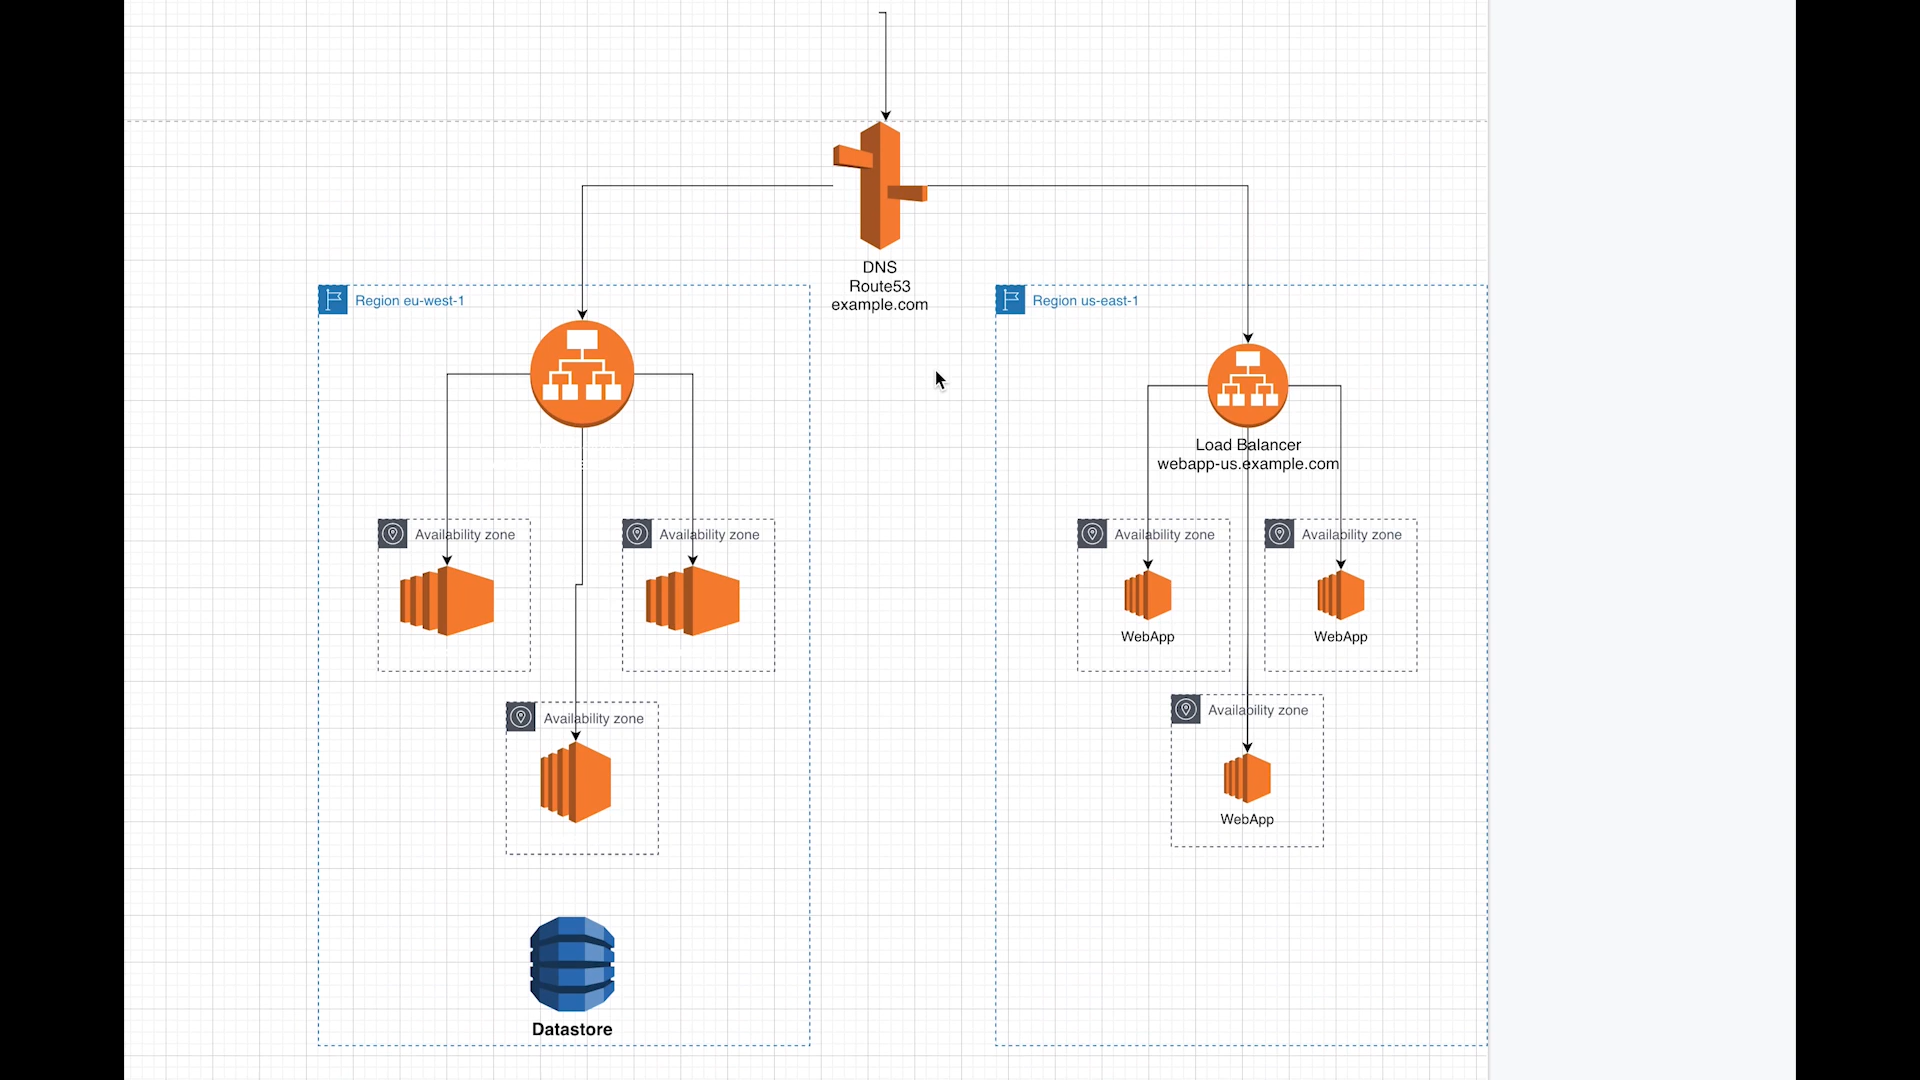 DNS
Route53
example.com
Region eu-west-1
Region us-east-1
Load Balancer
webapp-us.example.com
Availability zone
Availability zone
Availability zone
Availability zone
WebApp
WebApp
Availability zone
Availability zone
WebApp
Datastore